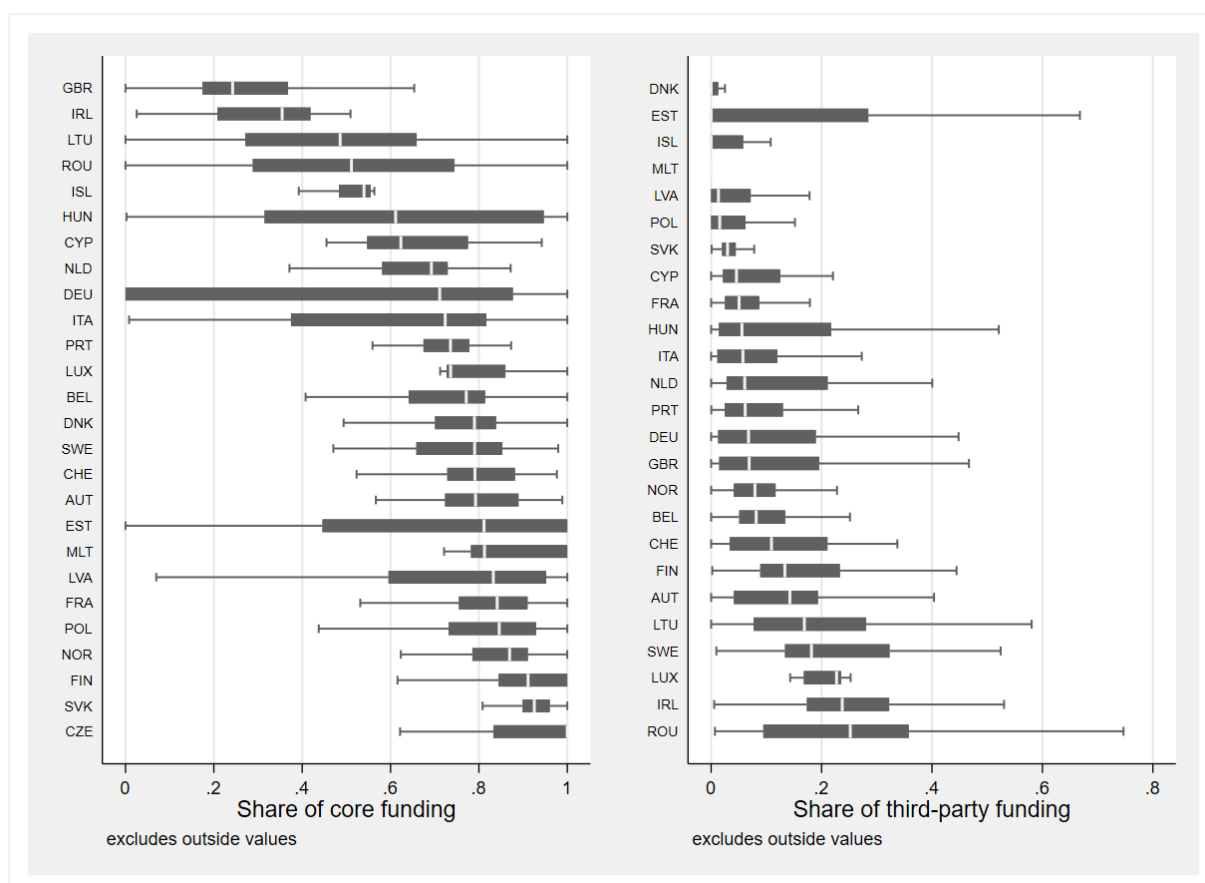 GBR
IRL
LTU
ROU
ISL
HUN
CYP
NLD
DEU
ITA
PRT
LUX
BEL
DNK
SWE
CHE
AUT
EST
MLT
LVA
FRA
POL
NOR
FIN
SVK
CZE
0 .2 .4 .6 .8 1
Share of core funding
excludes outside values
DNK
EST
ISL
MLT
LVA
POL
SVK
CYP
FRA
HUN
ITA
NLD
PRT
DEU
GBR
NOR
BEL
CHE
FIN
AUT
LTU
SWE
LUX
IRL
ROU
0 .2 .4 .6 .8
Share of third-party funding
excludes outside values